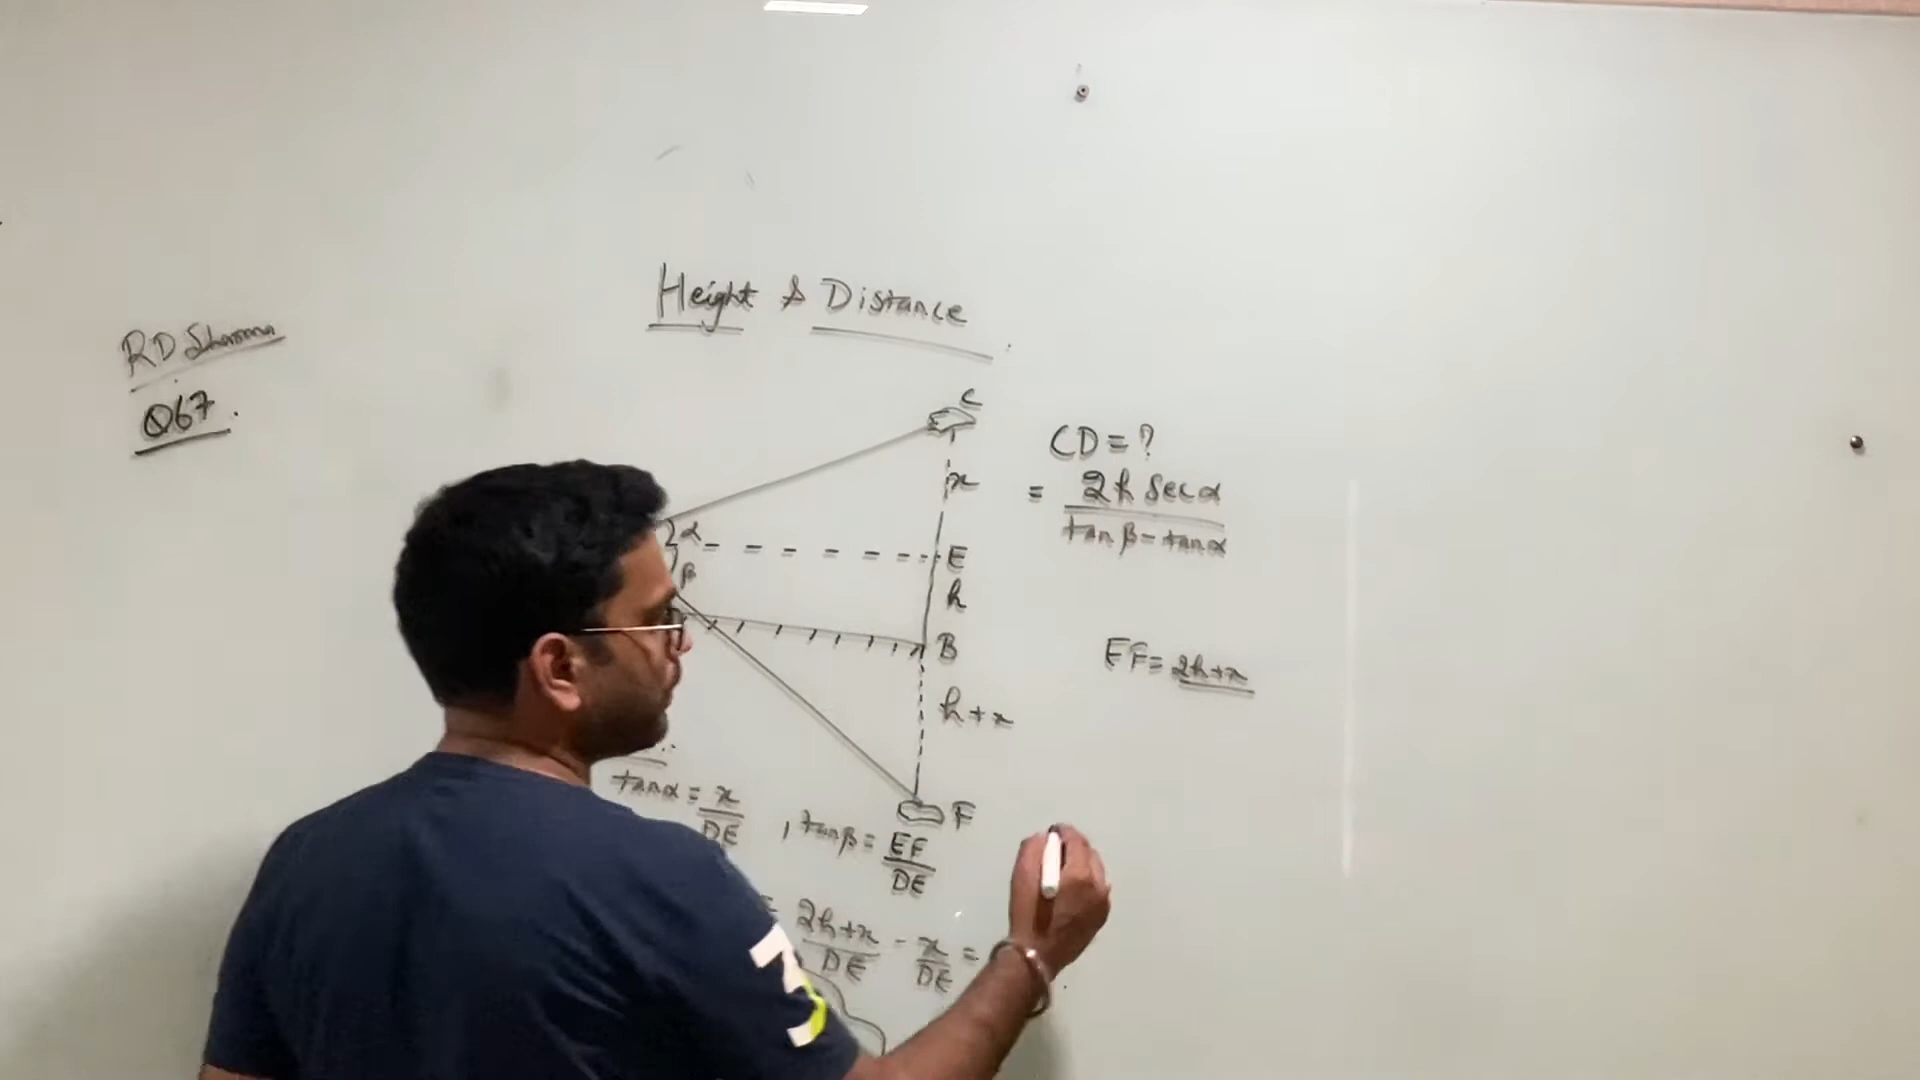 Height & Distance
RD Sharma
Q67.
C
CD = ?
x
= 2h Sec α / tan β - tan α
α
E
β
h
B
EF = 2h+x
h+x
tan α = x / DE , tan β = EF / DE
F
= 2h+x / DE - x / DE =